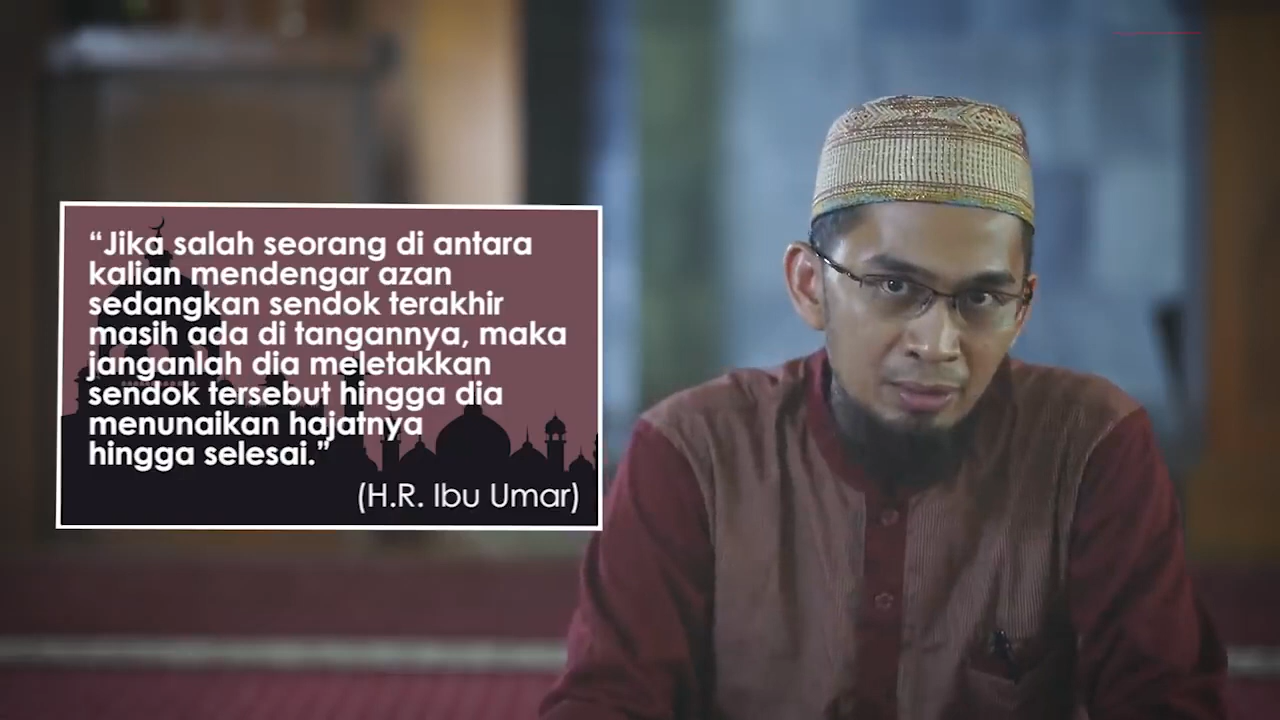 “Jika salah seorang di antara
kalian mendengar azan
sedangkan sendok terakhir
masih ada di tangannya, maka
janganlah dia meletakkan
sendok tersebut hingga dia
menunaikan hajatnya
hingga selesai.”
(H.R. Ibu Umar)